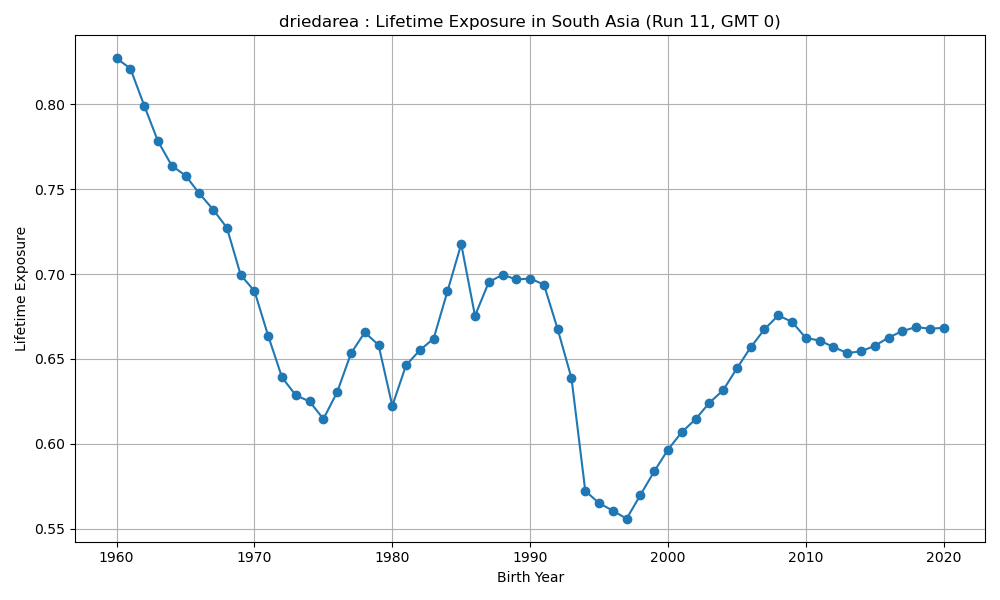 driedarea : Lifetime Exposure in South Asia (Run 11, GMT 0)
Lifetime Exposure
0.80
0.75
0.70
0.65
0.60
0.55
1960 1970 1980 1990 2000 2010 2020
Birth Year